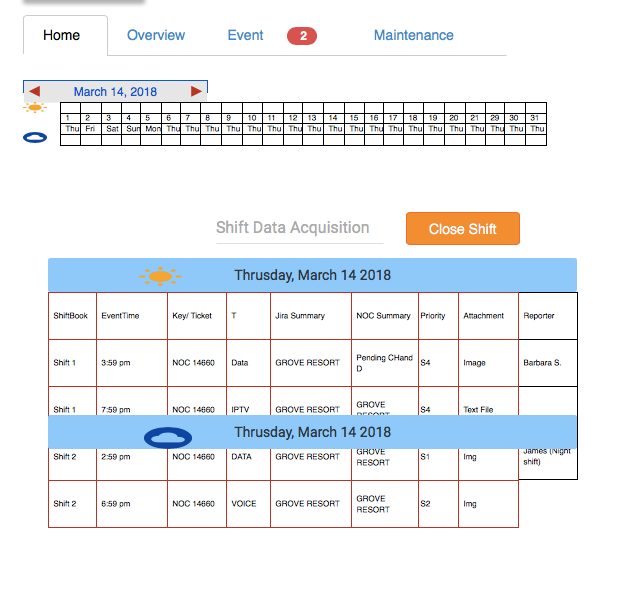 Home Overview Event 2 Maintenance
March 14, 2018
1 2 3 4 5 6 7 8 9 10 11 12 13 14 15 16 17 18 19 20 21 29 30 31
Thu Fri Sat Sun Mon Thu Thu Thu Thu Thu Thu Thu Thu Thu Thu Thu Thu Thu Thu Thu Thu Thu Thu Thu
Shift Data Acquisition Close Shift
Thrusday, March 14 2018
ShiftBook EventTime Key/ Ticket T Jira Summary NOC Summary Priority Attachment Reporter
Shift 1 3:59 pm NOC 14660 Data GROVE RESORT Pending CHand D S4 Image Barbara S.
Shift 1 7:59 pm NOC 14660 IPTV GROVE RESORT GROVE RESORT S4 Text File
Thrusday, March 14 2018
Shift 2 2:59 pm NOC 14660 DATA GROVE RESORT GROVE RESORT S1 Img James (Night shift)
Shift 2 6:59 pm NOC 14660 VOICE GROVE RESORT GROVE RESORT S2 Img